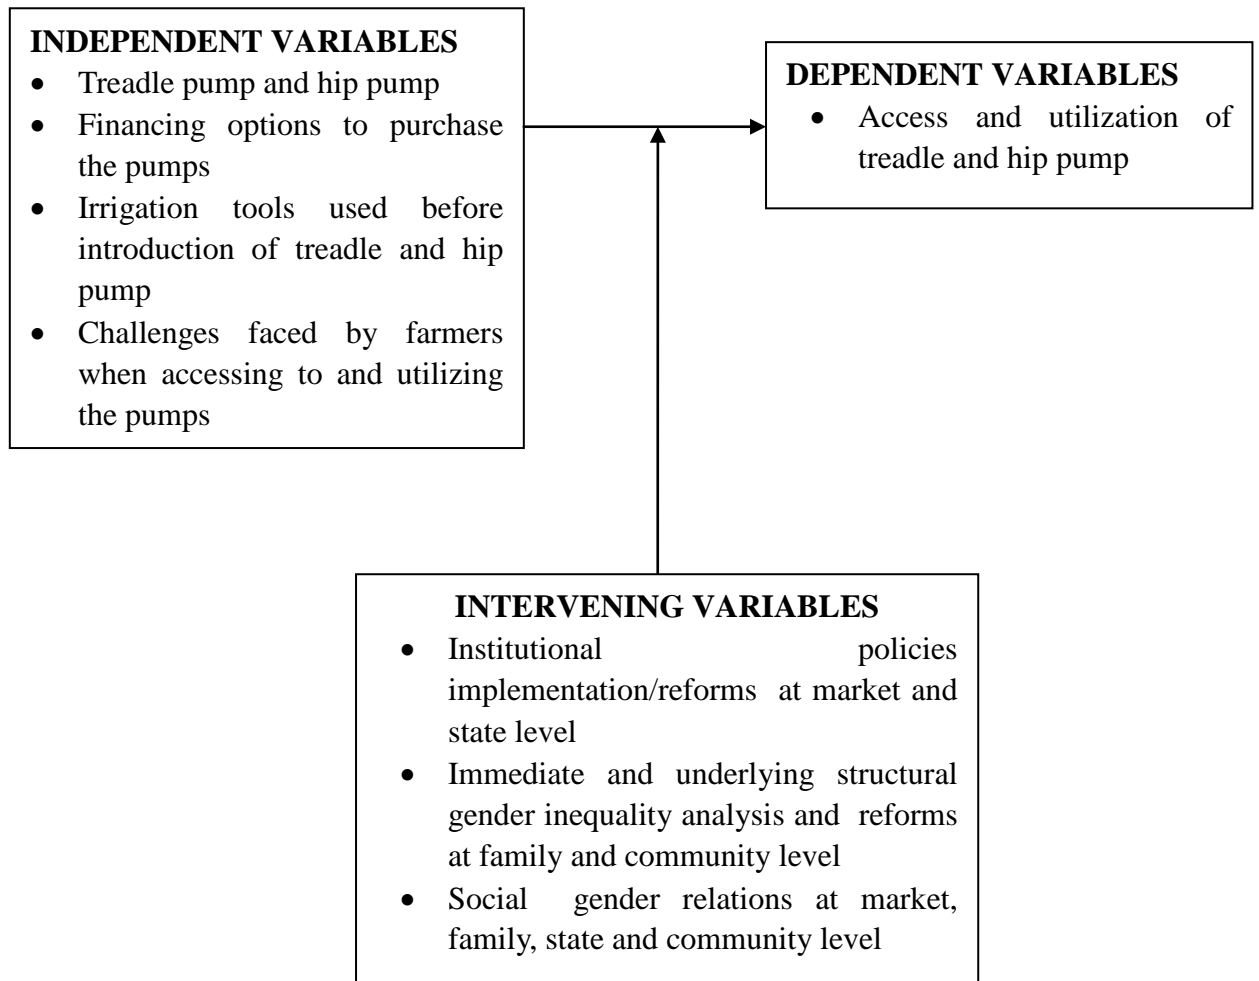 INDEPENDENT VARIABLES
• Treadle pump and hip pump
• Financing options to purchase
the pumps
• Irrigation tools used before
introduction of treadle and hip
pump
• Challenges faced by farmers
when accessing to and utilizing
the pumps
DEPENDENT VARIABLES
• Access and utilization of
treadle and hip pump
INTERVENING VARIABLES
• Institutional policies
implementation/reforms at market and
state level
• Immediate and underlying structural
gender inequality analysis and reforms
at family and community level
• Social gender relations at market,
family, state and community level